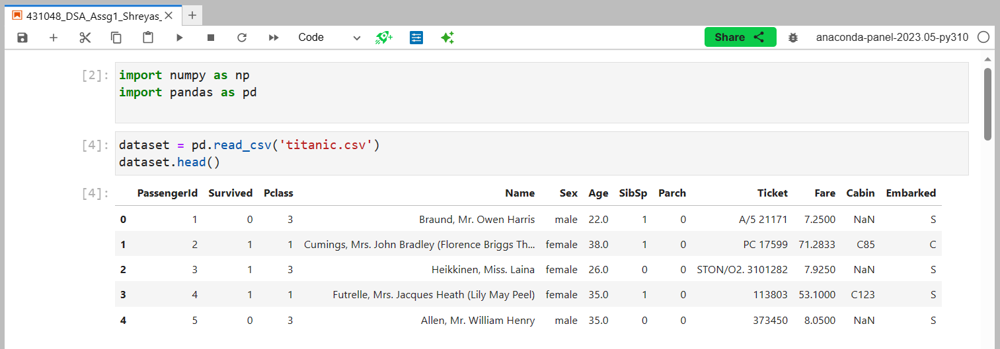 431048_DSA_Assg1_Shreyas_
Code
Share
anaconda-panel-2023.05-py310
[2]:
import numpy as np
import pandas as pd
[4]:
dataset = pd.read_csv('titanic.csv')
dataset.head()
[4]:
PassengerId Survived Pclass Name Sex Age SibSp Parch Ticket Fare Cabin Embarked
0 1 0 3 Braund, Mr. Owen Harris male 22.0 1 0 A/5 21171 7.2500 NaN S
1 2 1 1 Cumings, Mrs. John Bradley (Florence Briggs Th... female 38.0 1 0 PC 17599 71.2833 C85 C
2 3 1 3 Heikkinen, Miss. Laina female 26.0 0 0 STON/O2. 3101282 7.9250 NaN S
3 4 1 1 Futrelle, Mrs. Jacques Heath (Lily May Peel) female 35.0 1 0 113803 53.1000 C123 S
4 5 0 3 Allen, Mr. William Henry male 35.0 0 0 373450 8.0500 NaN S